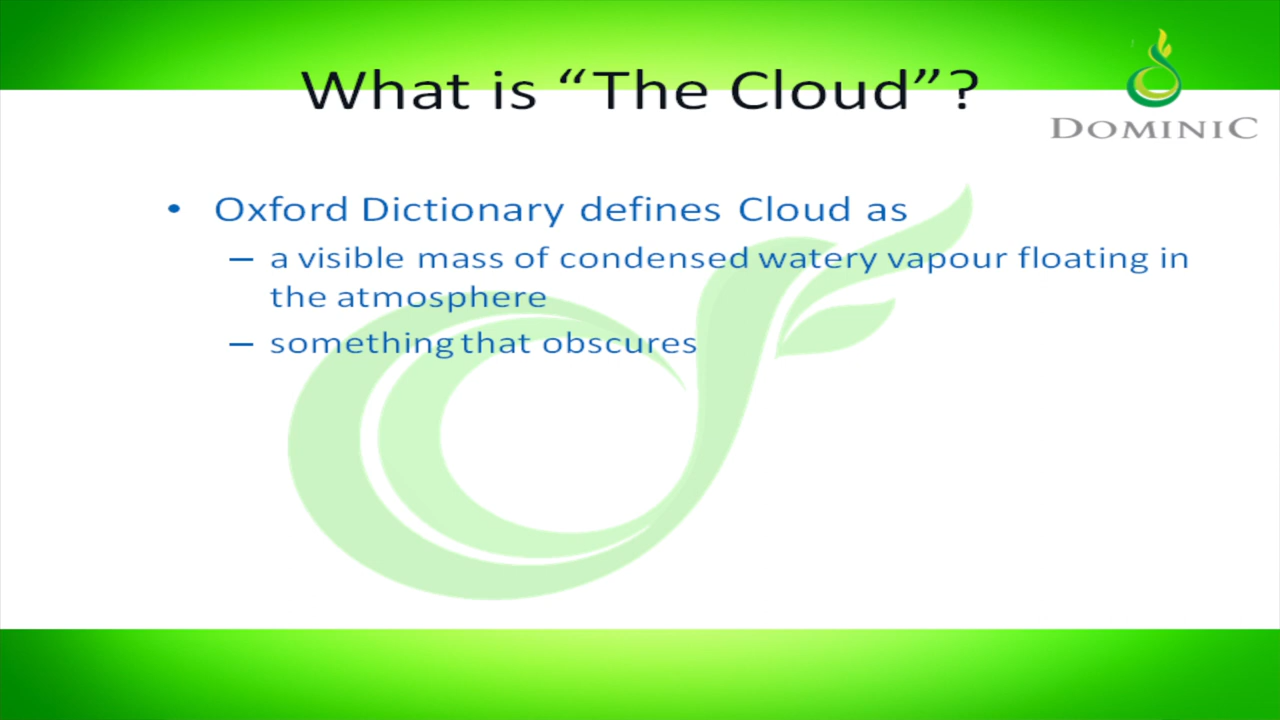 What is “The Cloud”?
DOMINIC
• Oxford Dictionary defines Cloud as
– a visible mass of condensed watery vapour floating in
the atmosphere
– something that obscures